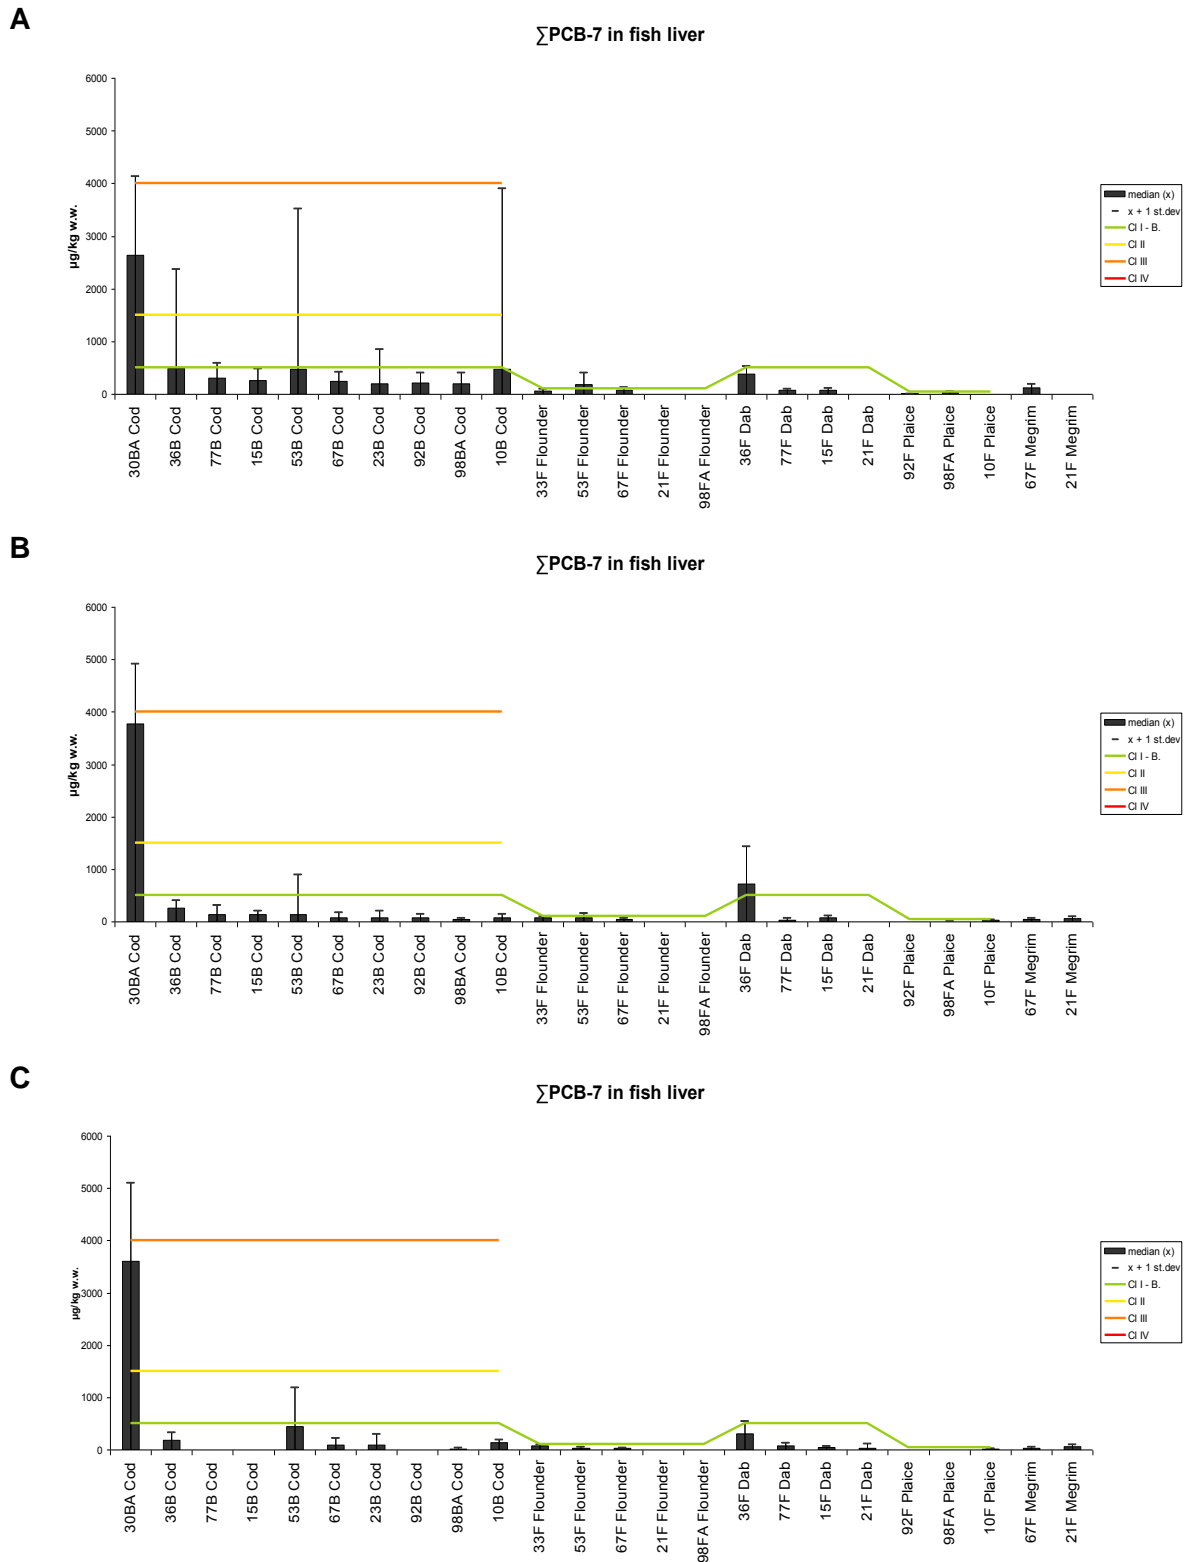 A
∑PCB-7 in fish liver
6000
5000
4000
3000
2000
1000
0
µg/kg w.w.
30BA Cod
36B Cod
77B Cod
15B Cod
53B Cod
67B Cod
23B Cod
92B Cod
98BA Cod
10B Cod
33F Flounder
53F Flounder
67F Flounder
21F Flounder
98FA Flounder
36F Dab
77F Dab
15F Dab
21F Dab
92F Plaice
98FA Plaice
10F Plaice
67F Megrim
21F Megrim
median (x)
x + 1 st.dev
Cl I - B.
Cl II
Cl III
Cl IV
B
∑PCB-7 in fish liver
6000
5000
4000
3000
2000
1000
0
µg/kg w.w.
30BA Cod
36B Cod
77B Cod
15B Cod
53B Cod
67B Cod
23B Cod
92B Cod
98BA Cod
10B Cod
33F Flounder
53F Flounder
67F Flounder
21F Flounder
98FA Flounder
36F Dab
77F Dab
15F Dab
21F Dab
92F Plaice
98FA Plaice
10F Plaice
67F Megrim
21F Megrim
median (x)
x + 1 st.dev
Cl I - B.
Cl II
Cl III
Cl IV
C
∑PCB-7 in fish liver
6000
5000
4000
3000
2000
1000
0
µg/kg w.w.
30BA Cod
36B Cod
77B Cod
15B Cod
53B Cod
67B Cod
23B Cod
92B Cod
98BA Cod
10B Cod
33F Flounder
53F Flounder
67F Flounder
21F Flounder
98FA Flounder
36F Dab
77F Dab
15F Dab
21F Dab
92F Plaice
98FA Plaice
10F Plaice
67F Megrim
21F Megrim
median (x)
x + 1 st.dev
Cl I - B.
Cl II
Cl III
Cl IV